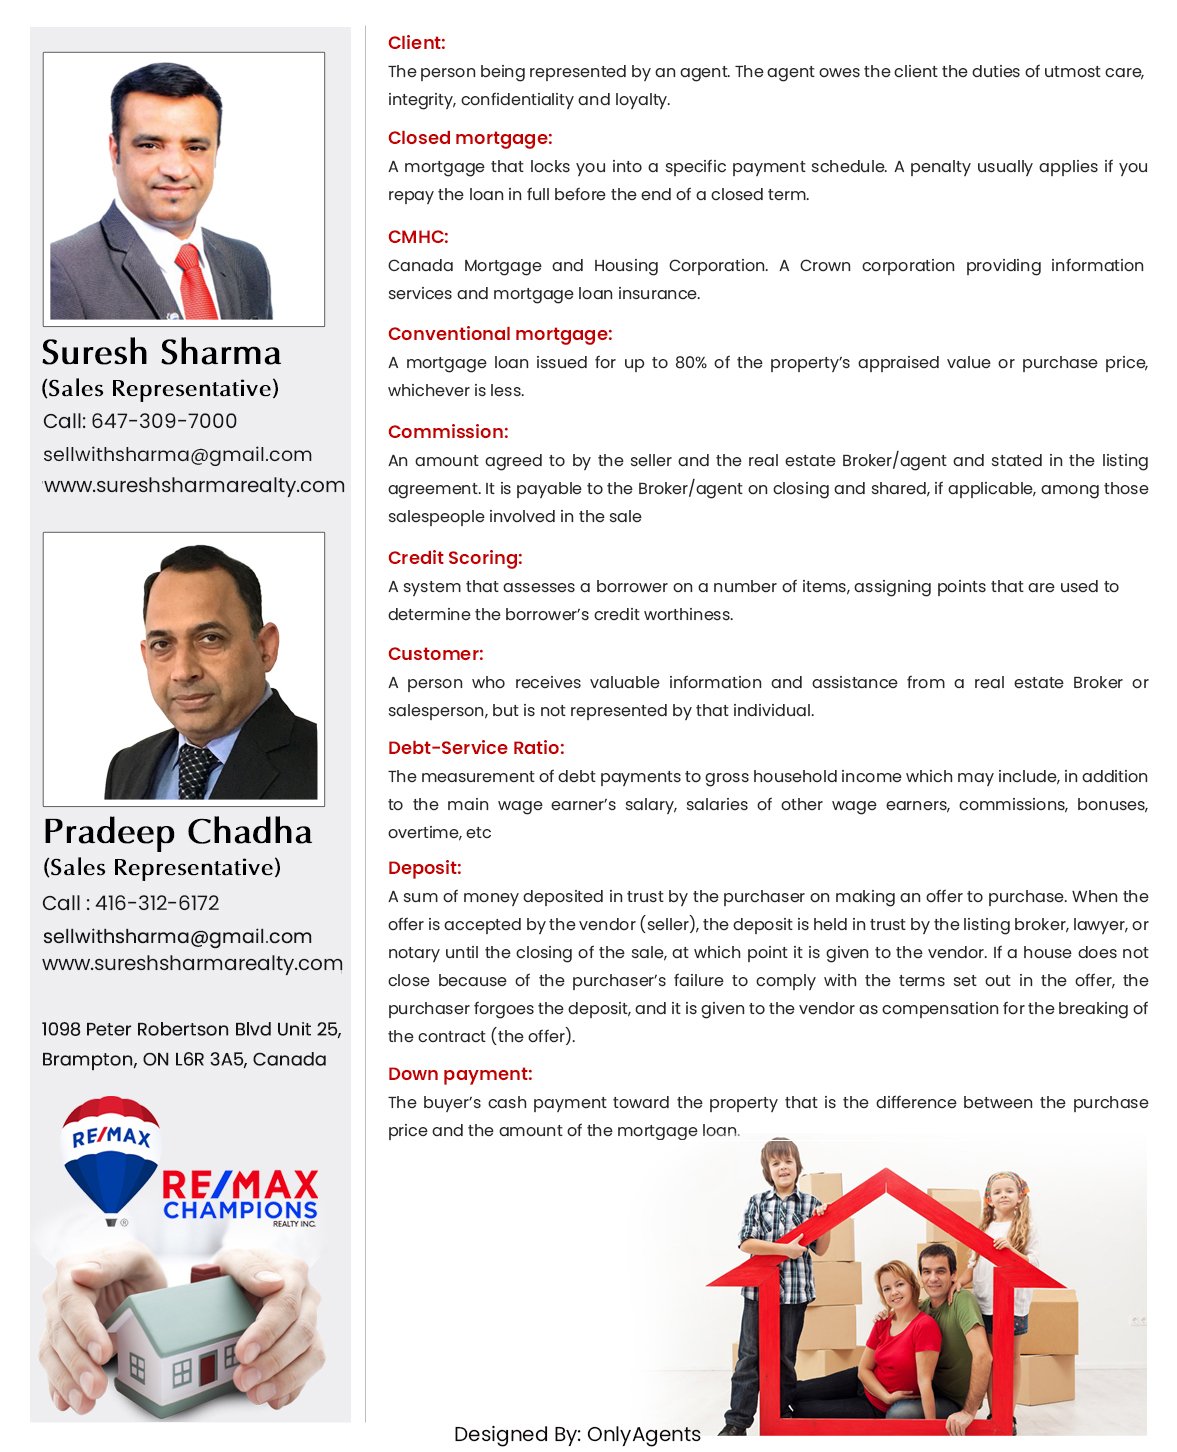 Suresh Sharma
(Sales Representative)
Call: 647-309-7000
sellwithsharma@gmail.com
www.sureshsharmarealty.com
Pradeep Chadha
(Sales Representative)
Call : 416-312-6172
sellwithsharma@gmail.com
www.sureshsharmarealty.com
1098 Peter Robertson Blvd Unit 25,
Brampton, ON L6R 3A5, Canada
RE/MAX
®
RE/MAX
CHAMPIONS
REALTY INC.
Client:
The person being represented by an agent. The agent owes the client the duties of utmost care,
integrity, confidentiality and loyalty.
Closed mortgage:
A mortgage that locks you into a specific payment schedule. A penalty usually applies if you
repay the loan in full before the end of a closed term.
CMHC:
Canada Mortgage and Housing Corporation. A Crown corporation providing information
services and mortgage loan insurance.
Conventional mortgage:
A mortgage loan issued for up to 80% of the property’s appraised value or purchase price,
whichever is less.
Commission:
An amount agreed to by the seller and the real estate Broker/agent and stated in the listing
agreement. It is payable to the Broker/agent on closing and shared, if applicable, among those
salespeople involved in the sale
Credit Scoring:
A system that assesses a borrower on a number of items, assigning points that are used to
determine the borrower’s credit worthiness.
Customer:
A person who receives valuable information and assistance from a real estate Broker or
salesperson, but is not represented by that individual.
Debt-Service Ratio:
The measurement of debt payments to gross household income which may include, in addition
to the main wage earner’s salary, salaries of other wage earners, commissions, bonuses,
overtime, etc
Deposit:
A sum of money deposited in trust by the purchaser on making an offer to purchase. When the
offer is accepted by the vendor (seller), the deposit is held in trust by the listing broker, lawyer, or
notary until the closing of the sale, at which point it is given to the vendor. If a house does not
close because of the purchaser’s failure to comply with the terms set out in the offer, the
purchaser forgoes the deposit, and it is given to the vendor as compensation for the breaking of
the contract (the offer).
Down payment:
The buyer’s cash payment toward the property that is the difference between the purchase
price and the amount of the mortgage loan.
Designed By: OnlyAgents